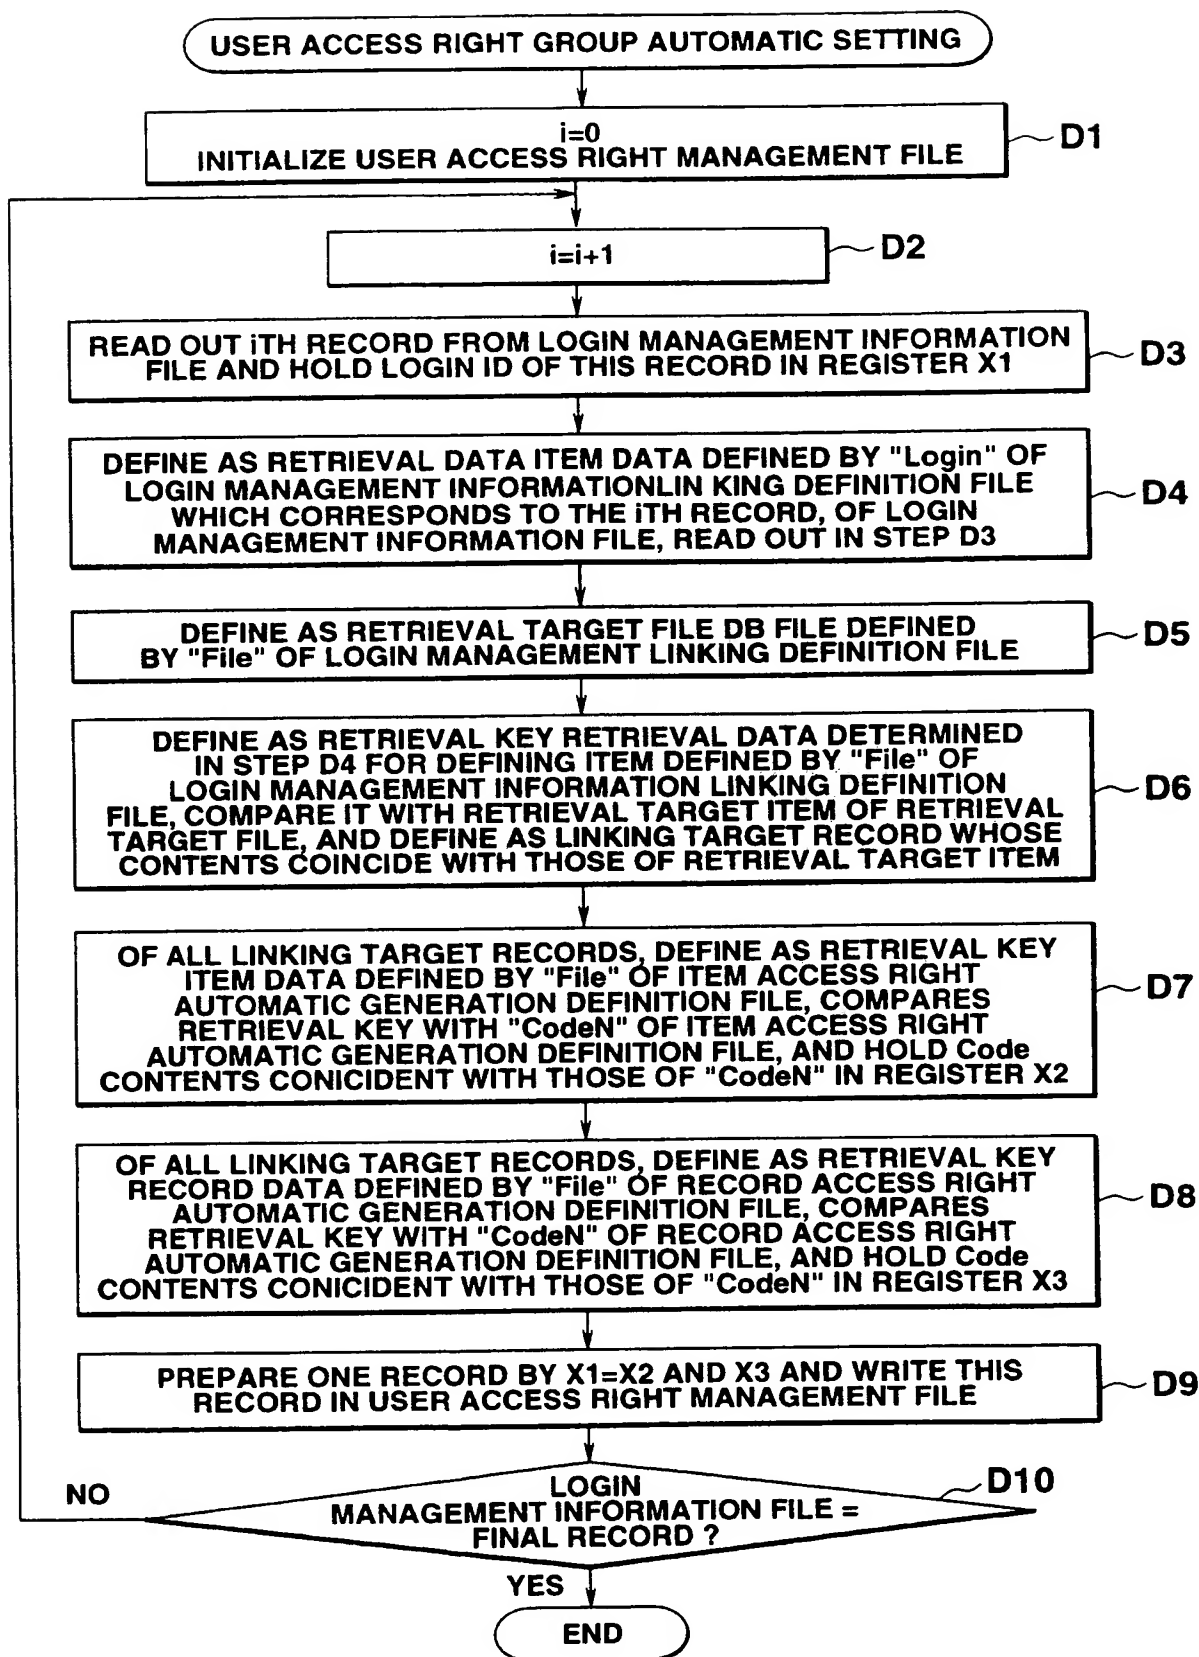 USER ACCESS RIGHT GROUP AUTOMATIC SETTING
i=0
INITIALIZE USER ACCESS RIGHT MANAGEMENT FILE
D1
i=i+1
D2
READ OUT iTH RECORD FROM LOGIN MANAGEMENT INFORMATION
FILE AND HOLD LOGIN ID OF THIS RECORD IN REGISTER X1
D3
DEFINE AS RETRIEVAL DATA ITEM DATA DEFINED BY "Login" OF
LOGIN MANAGEMENT INFORMATIONLIN KING DEFINITION FILE
WHICH CORRESPONDS TO THE iTH RECORD, OF LOGIN
MANAGEMENT INFORMATION FILE, READ OUT IN STEP D3
D4
DEFINE AS RETRIEVAL TARGET FILE DB FILE DEFINED
BY "File" OF LOGIN MANAGEMENT LINKING DEFINITION FILE
D5
DEFINE AS RETRIEVAL KEY RETRIEVAL DATA DETERMINED
IN STEP D4 FOR DEFINING ITEM DEFINED BY "File" OF
LOGIN MANAGEMENT INFORMATION LINKING DEFINITION
FILE, COMPARE IT WITH RETRIEVAL TARGET ITEM OF RETRIEVAL
TARGET FILE, AND DEFINE AS LINKING TARGET RECORD WHOSE
CONTENTS COINCIDE WITH THOSE OF RETRIEVAL TARGET ITEM
D6
OF ALL LINKING TARGET RECORDS, DEFINE AS RETRIEVAL KEY
ITEM DATA DEFINED BY "File" OF ITEM ACCESS RIGHT
AUTOMATIC GENERATION DEFINITION FILE, COMPARES
RETRIEVAL KEY WITH "CodeN" OF ITEM ACCESS RIGHT
AUTOMATIC GENERATION DEFINITION FILE, AND HOLD Code
CONTENTS CONICIDENT WITH THOSE OF "CodeN" IN REGISTER X2
D7
OF ALL LINKING TARGET RECORDS, DEFINE AS RETRIEVAL KEY
RECORD DATA DEFINED BY "File" OF RECORD ACCESS RIGHT
AUTOMATIC GENERATION DEFINITION FILE, COMPARES
RETRIEVAL KEY WITH "CodeN" OF RECORD ACCESS RIGHT
AUTOMATIC GENERATION DEFINITION FILE, AND HOLD Code
CONTENTS CONICIDENT WITH THOSE OF "CodeN" IN REGISTER X3
D8
PREPARE ONE RECORD BY X1=X2 AND X3 AND WRITE THIS
RECORD IN USER ACCESS RIGHT MANAGEMENT FILE
D9
LOGIN
MANAGEMENT INFORMATION FILE =
FINAL RECORD ?
D10
NO
YES
END